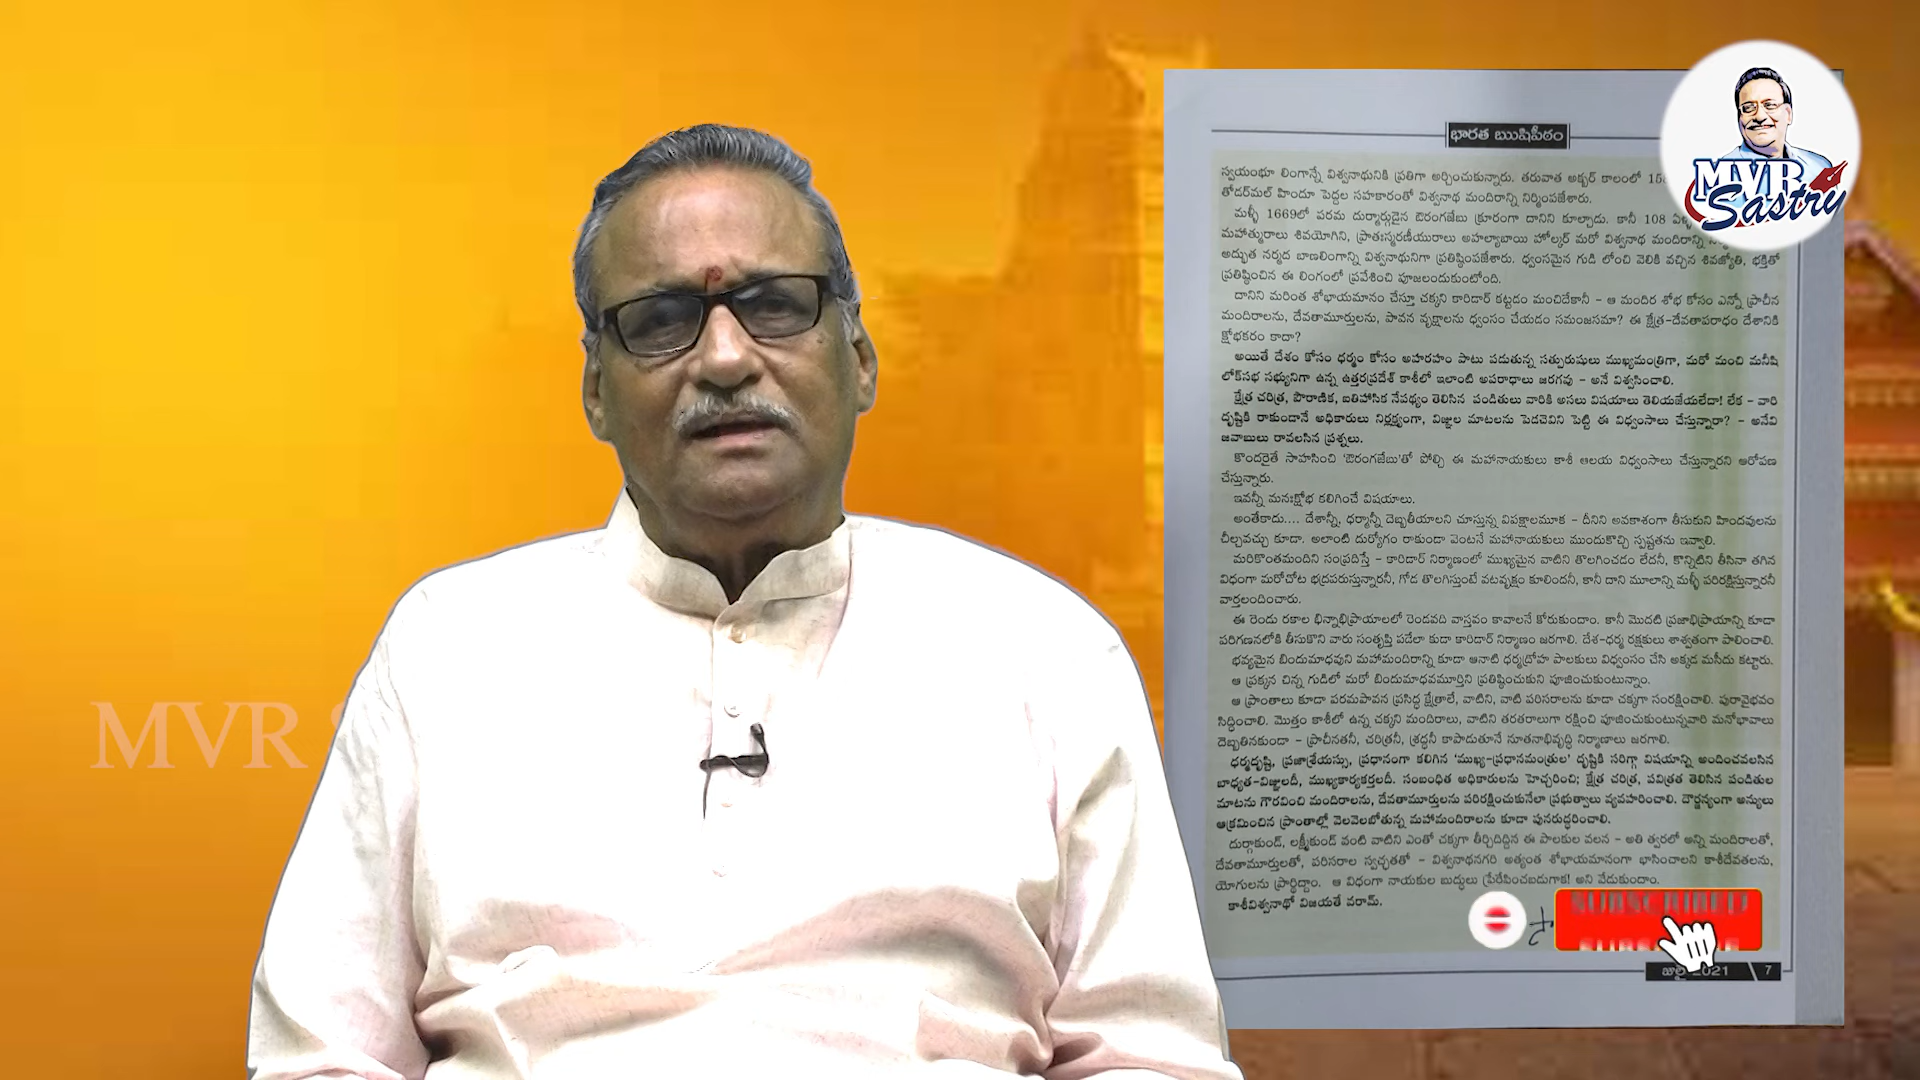 భారత ఋషిపీఠం
MVR
Sastry
స్వయంభూ లింగాన్నే విశ్వనాథునికి ప్రతిగా అర్చించుకున్నారు. తరువాత అక్బర్ కాలంలో 15
తోడర్‌మల్ హిందూ పెద్దల సహకారంతో విశ్వనాథ మందిరాన్ని నిర్మింపజేశారు.
మళ్ళీ 1669లో పరమ దుర్మార్గుడైన ఔరంగజేబు క్రూరంగా దానిని కూల్చాడు. కానీ 108 ఏళ్ళ
మహాత్మురాలు శివయోగిని, ప్రాతఃస్మరణీయురాలు అహల్యాబాయి హోల్కర్ మరో విశ్వనాథ మందిరాన్ని
అద్భుత నర్మద బాణలింగాన్ని విశ్వనాథునిగా ప్రతిష్ఠింపజేశారు. ధ్వంసమైన గుడి లోంచి వెలికి వచ్చిన శివజ్యోతి, భక్తితో
ప్రతిష్ఠించిన ఈ లింగంలో ప్రవేశించి పూజలందుకుంటోంది.
దానిని మరింత శోభాయమానం చేస్తూ చక్కని కారిడార్ కట్టడం మంచిదేకానీ - ఆ మందిర శోభ కోసం ఎన్నో ప్రాచీన
మందిరాలను, దేవతామూర్తులను, పావన వృక్షాలను ధ్వంసం చేయడం సమంజసమా? ఈ క్షేత్ర-దేవతాపరాధం దేశానికి
క్షోభకరం కాదా?
అయితే దేశం కోసం ధర్మం కోసం అహరహం పాటు పడుతున్న సత్పురుషులు ముఖ్యమంత్రిగా, మరో మంచి మనీషి
లోక్‌సభ సభ్యునిగా ఉన్న ఉత్తరప్రదేశ్ కాశీలో ఇలాంటి అపరాధాలు జరగవు - అనే విశ్వసించాలి.
క్షేత్ర చరిత్ర, పౌరాణిక, ఐతిహాసిక నేపథ్యం తెలిసిన పండితులు వారికి అసలు విషయాలు తెలియజేయలేదా! లేక - వారి
దృష్టికి రాకుండానే అధికారులు నిర్లక్ష్యంగా, విజ్ఞుల మాటలను పెడచెవిని పెట్టి ఈ విధ్వంసాలు చేస్తున్నారా? - అనేవి
జవాబులు రావలసిన ప్రశ్నలు.
కొందరైతే సాహసించి 'ఔరంగజేబు'తో పోల్చి ఈ మహానాయకులు కాశీ ఆలయ విధ్వంసాలు చేస్తున్నారని ఆరోపణ
చేస్తున్నారు.
ఇవన్నీ మనఃక్షోభ కలిగించే విషయాలు.
అంతేకాదు.... దేశాన్నీ, ధర్మాన్నీ దెబ్బతీయాలని చూస్తున్న విపక్షాలమూక - దీనిని అవకాశంగా తీసుకుని హిందువులను
చీల్చవచ్చు కూడా. అలాంటి దుర్యోగం రాకుండా వెంటనే మహానాయకులు ముందుకొచ్చి స్పష్టతను ఇవ్వాలి.
మరికొంతమందిని సంప్రదిస్తే - కారిడార్ నిర్మాణంలో ముఖ్యమైన వాటిని తొలగించడం లేదనీ, కొన్నిటిని తీసినా తగిన
విధంగా మరోచోట భద్రపరుస్తున్నారనీ, గోడ తొలగిస్తుంటే వటవృక్షం కూలిందనీ, కానీ దాని మూలాన్ని మళ్ళీ పరిరక్షిస్తున్నారనీ
వార్తలందించారు.
ఈ రెండు రకాల భిన్నాభిప్రాయాలలో రెండవది వాస్తవం కావాలనే కోరుకుందాం. కానీ మొదటి ప్రజాభిప్రాయాన్ని కూడా
పరిగణనలోకి తీసుకొని వారు సంతృప్తి పడేలా కుడా కారిడార్ నిర్మాణం జరగాలి. దేశ-ధర్మ రక్షకులు శాశ్వతంగా పాలించాలి.
భవ్యమైన బిందుమాధవుని మహామందిరాన్ని కూడా ఆనాటి ధర్మద్రోహ పాలకులు విధ్వంసం చేసి అక్కడ మసీదు కట్టారు.
ఆ ప్రక్కన చిన్న గుడిలో మరో బిందుమాధవమూర్తిని ప్రతిష్ఠించుకుని పూజించుకుంటున్నాం.
ఆ ప్రాంతాలు కూడా పరమపావన ప్రసిద్ధ క్షేత్రాలే, వాటిని, వాటి పరిసరాలను కూడా చక్కగా సంరక్షించాలి. పురావైభవం
సిద్ధించాలి. మొత్తం కాశీలో ఉన్న చక్కని మందిరాలు, వాటిని తరతరాలుగా రక్షించి పూజించుకుంటున్నవారి మనోభావాలు
దెబ్బతినకుండా - ప్రాచీనతనీ, చరిత్రనీ, శ్రద్ధనీ కాపాడుతూనే నూతనాభివృద్ధి నిర్మాణాలు జరగాలి.
ధర్మదృష్టి, ప్రజాశ్రేయస్సు, ప్రధానంగా కలిగిన 'ముఖ్య-ప్రధానమంత్రుల' దృష్టికి సరిగ్గా విషయాన్ని అందించవలసిన
బాధ్యత-విజ్ఞులదీ, ముఖ్యకార్యకర్తలదీ. సంబంధిత అధికారులను హెచ్చరించి; క్షేత్ర చరిత్ర, పవిత్రత తెలిసిన పండితుల
మాటను గౌరవించి మందిరాలను, దేవతామూర్తులను పరిరక్షించుకునేలా ప్రభుత్వాలు వ్యవహరించాలి. దౌర్జన్యంగా అన్యులు
ఆక్రమించిన ప్రాంతాల్లో వెలవెలబోతున్న మహామందిరాలను కూడా పునరుద్ధరించాలి.
దుర్గాకుండ్, లక్ష్మీకుండ్ వంటి వాటిని ఎంతో చక్కగా తీర్చిదిద్దిన ఈ పాలకుల వలన - అతి త్వరలో అన్ని మందిరాలతో,
దేవతామూర్తులతో, పరిసరాల స్వచ్ఛతతో - విశ్వనాథనగరి అత్యంత శోభాయమానంగా భాసించాలని కాశీదేవతలను,
యోగులను ప్రార్థిద్దాం. ఆ విధంగా నాయకుల బుద్ధులు ప్రేరేపించబడుగాక! అని వేడుకుందాం.
కాశీవిశ్వనాథో విజయతే వరామ్.
జులై 2021 7
MVR